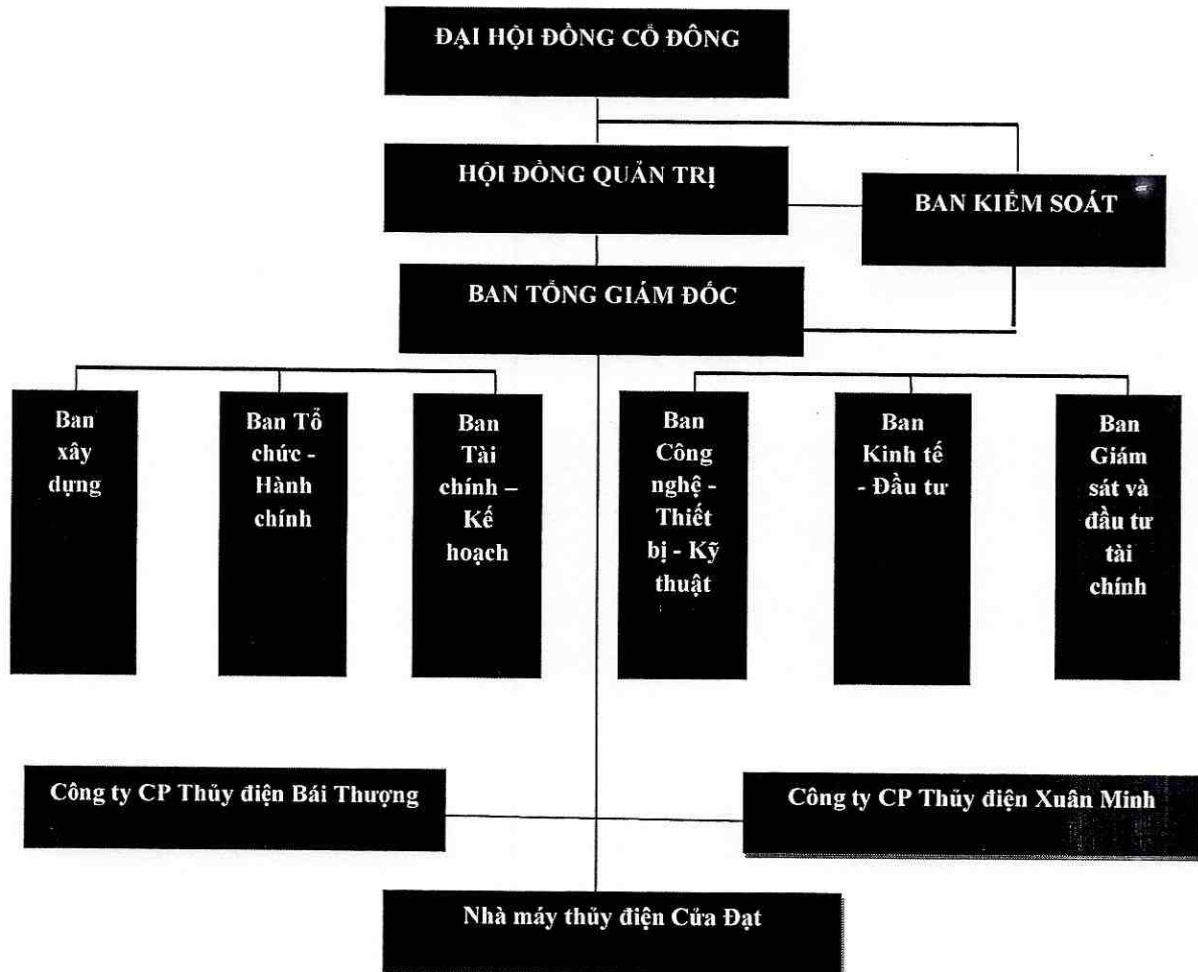 ĐẠI HỘI ĐỒNG CỔ ĐÔNG
HỘI ĐỒNG QUẢN TRỊ
BAN KIỂM SOÁT
BAN TỔNG GIÁM ĐỐC
Ban
xây
dựng
Ban Tổ
chức -
Hành
chính
Ban
Tài
chính –
Kế
hoạch
Ban
Công
nghệ -
Thiết
bị - Kỹ
thuật
Ban
Kinh tế
- Đầu tư
Ban
Giám
sát và
đầu tư
tài
chính
Công ty CP Thủy điện Bái Thượng
Công ty CP Thủy điện Xuân Minh
Nhà máy thủy điện Cửa Đạt